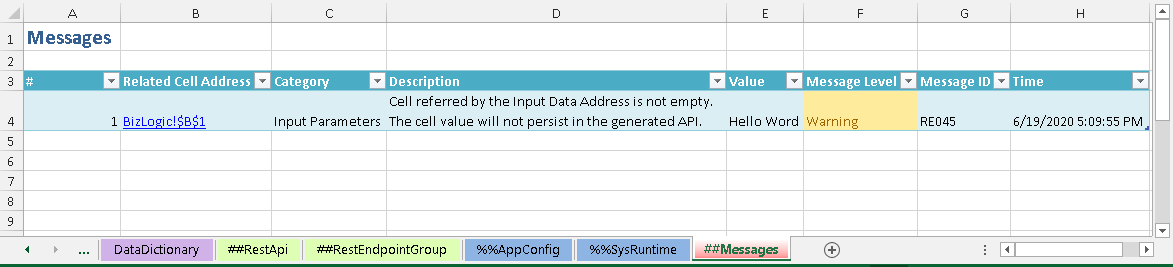 A B C D E F G H
1 Messages
2
3 # Related Cell Address Category Description Value Message Level Message ID Time
Cell referred by the Input Data Address is not empty.
4 1 BizLogic!$B$1 Input Parameters The cell value will not persist in the generated API. Hello Word Warning RE045 6/19/2020 5:09:55 PM
5
6
7
8
9
... DataDictionary ##RestApi ##RestEndpointGroup %%AppConfig %%SysRuntime ##Messages